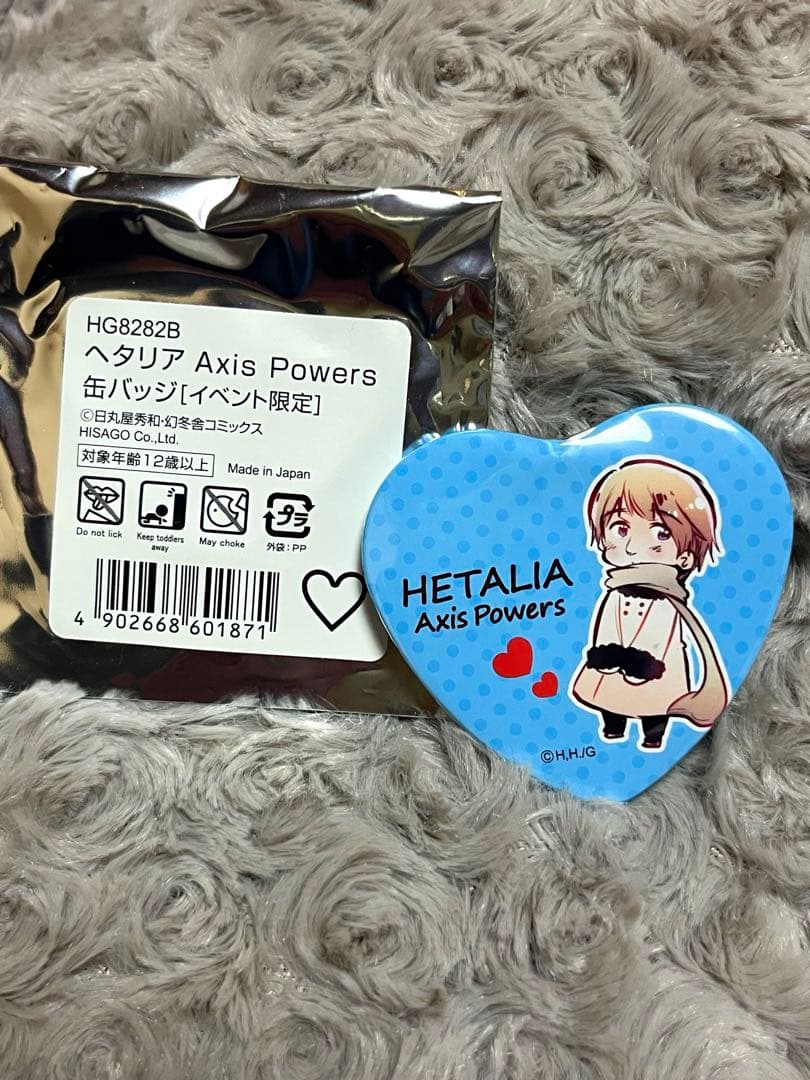 HG8282B
ヘタリア Axis Powers
缶バッジ[イベント限定]
©日丸屋秀和・幻冬舎コミックス
HISAGO Co.,Ltd.
対象年齢12歳以上 Made in Japan
Do not lick Keep toddlers away May choke プラ 外袋：PP
4 902668 601871
HETALIA
Axis Powers
©H,H./G